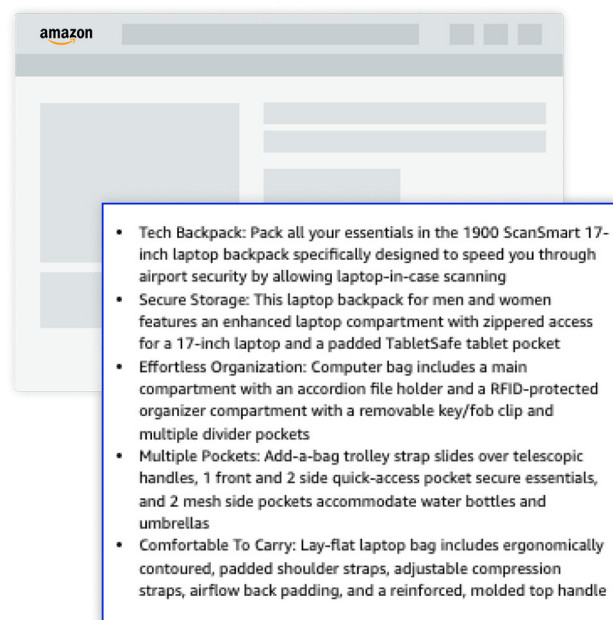 amazon
• Tech Backpack: Pack all your essentials in the 1900 ScanSmart 17-
inch laptop backpack specifically designed to speed you through
airport security by allowing laptop-in-case scanning
• Secure Storage: This laptop backpack for men and women
features an enhanced laptop compartment with zippered access
for a 17-inch laptop and a padded TabletSafe tablet pocket
• Effortless Organization: Computer bag includes a main
compartment with an accordion file holder and a RFID-protected
organizer compartment with a removable key/fob clip and
multiple divider pockets
• Multiple Pockets: Add-a-bag trolley strap slides over telescopic
handles, 1 front and 2 side quick-access pocket secure essentials,
and 2 mesh side pockets accommodate water bottles and
umbrellas
• Comfortable To Carry: Lay-flat laptop bag includes ergonomically
contoured, padded shoulder straps, adjustable compression
straps, airflow back padding, and a reinforced, molded top handle